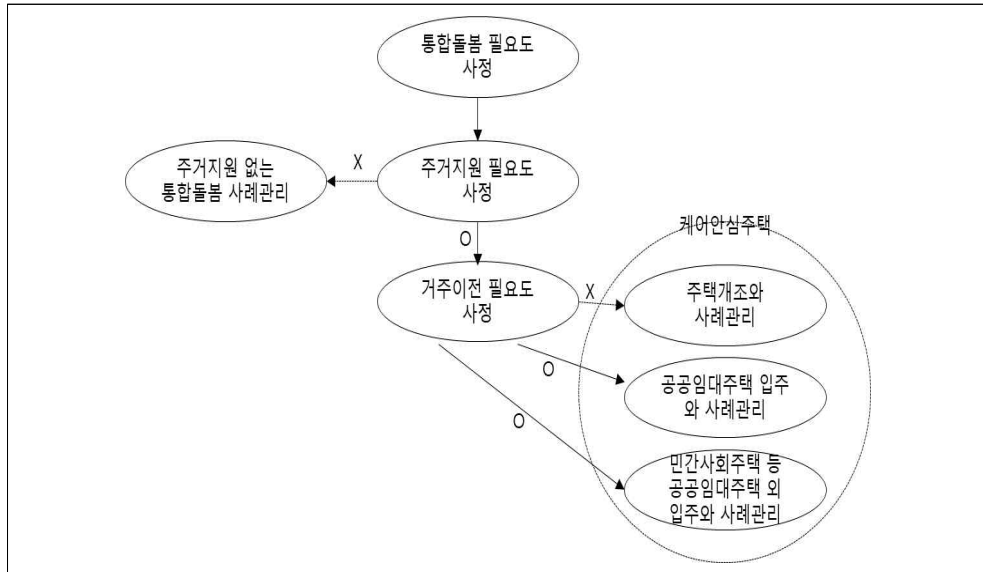 통합돌봄 필요도
사정
주거지원 없는
통합돌봄 사례관리
X
주거지원 필요도
사정
O
케어안심주택
거주이전 필요도
사정
X
주택개조와
사례관리
O
공공임대주택 입주
와 사례관리
O
민간사회주택 등
공공임대주택 외
입주와 사례관리